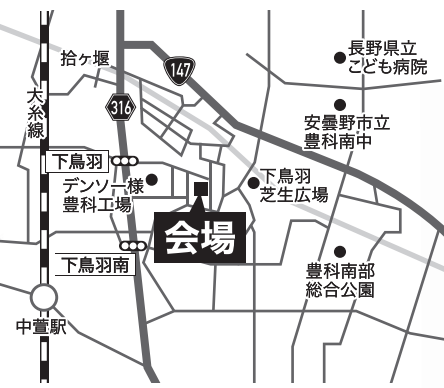 長野県立
こども病院
拾ヶ堰
147
316
大糸線
安曇野市立
豊科南中
下鳥羽
デンソー様
豊科工場
下鳥羽
芝生広場
会場
下鳥羽南
豊科南部
総合公園
中萱駅